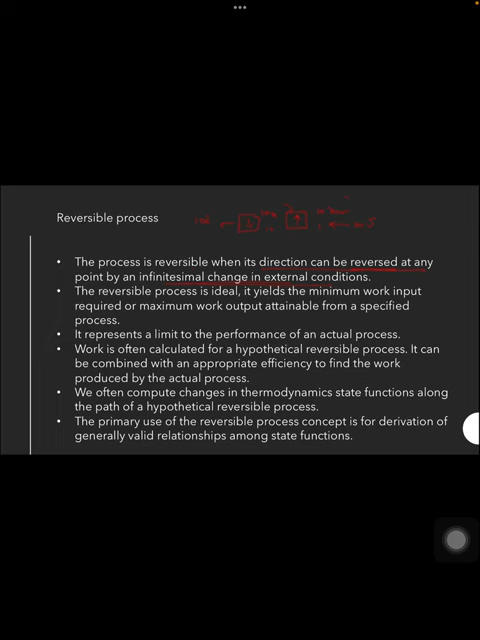 Reversible process
• The process is reversible when its direction can be reversed at any
point by an infinitesimal change in external conditions.
• The reversible process is ideal, it yields the minimum work input
required or maximum work output attainable from a specified
process.
• It represents a limit to the performance of an actual process.
• Work is often calculated for a hypothetical reversible process. It can
be combined with an appropriate efficiency to find the work
produced by the actual process.
• We often compute changes in thermodynamics state functions along
the path of a hypothetical reversible process.
• The primary use of the reversible process concept is for derivation of
generally valid relationships among state functions.